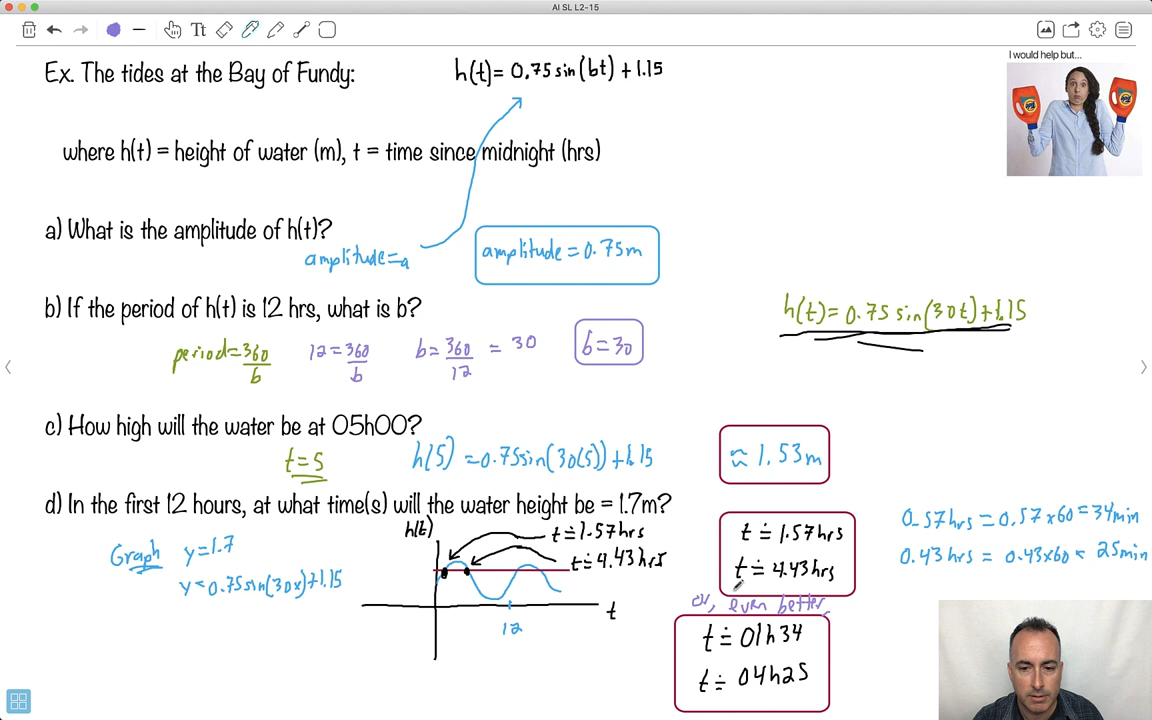 AI SL L2-15
Tt
I would help but...
Ex. The tides at the Bay of Fundy:
h(t)= 0.75 sin(bt) + 1.15
where h(t) = height of water (m), t = time since midnight (hrs)
a) What is the amplitude of h(t)?
amplitude=a
amplitude = 0.75m
b) If the period of h(t) is 12 hrs, what is b?
h(t)= 0.75 sin(30t)+1.15
period=360/b
12=360/b
b=360/12 = 30
b=30
c) How high will the water be at 05h00?
t=5
h(5) =0.75sin(30(5))+1.15
≈ 1.53m
d) In the first 12 hours, at what time(s) will the water height be = 1.7m?
Graph y=1.7
y=0.75sin(30x)+1.15
h(t)
t≐1.57hrs
t≐4.43hrs
t
12
t ≐ 1.57hrs
t ≐ 4.43hrs
0.57hrs =0.57x60=34min
0.43hrs = 0.43x60 = 25min
or, even better,
t ≐ 01h34
t ≐ 04h25